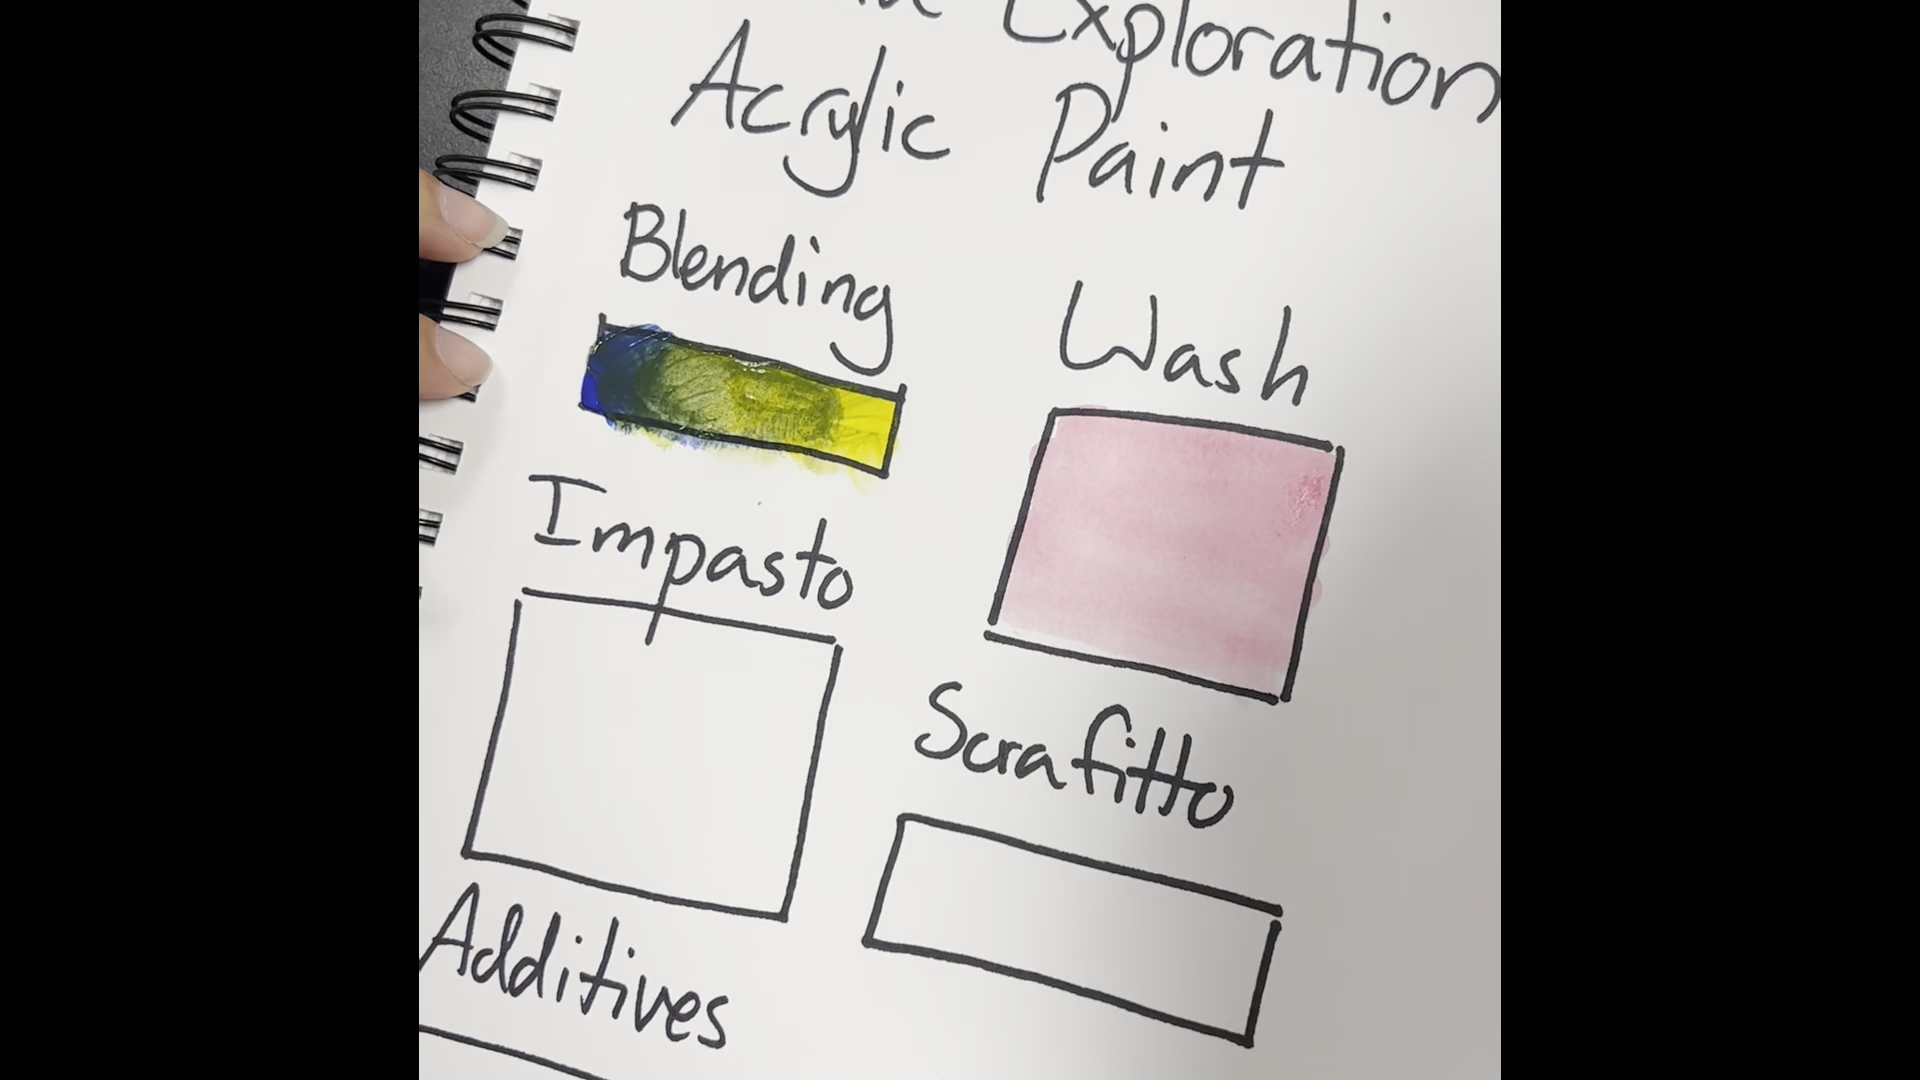 Exploration
Acrylic Paint
Blending
Wash
Impasto
Scrafitto
Additives